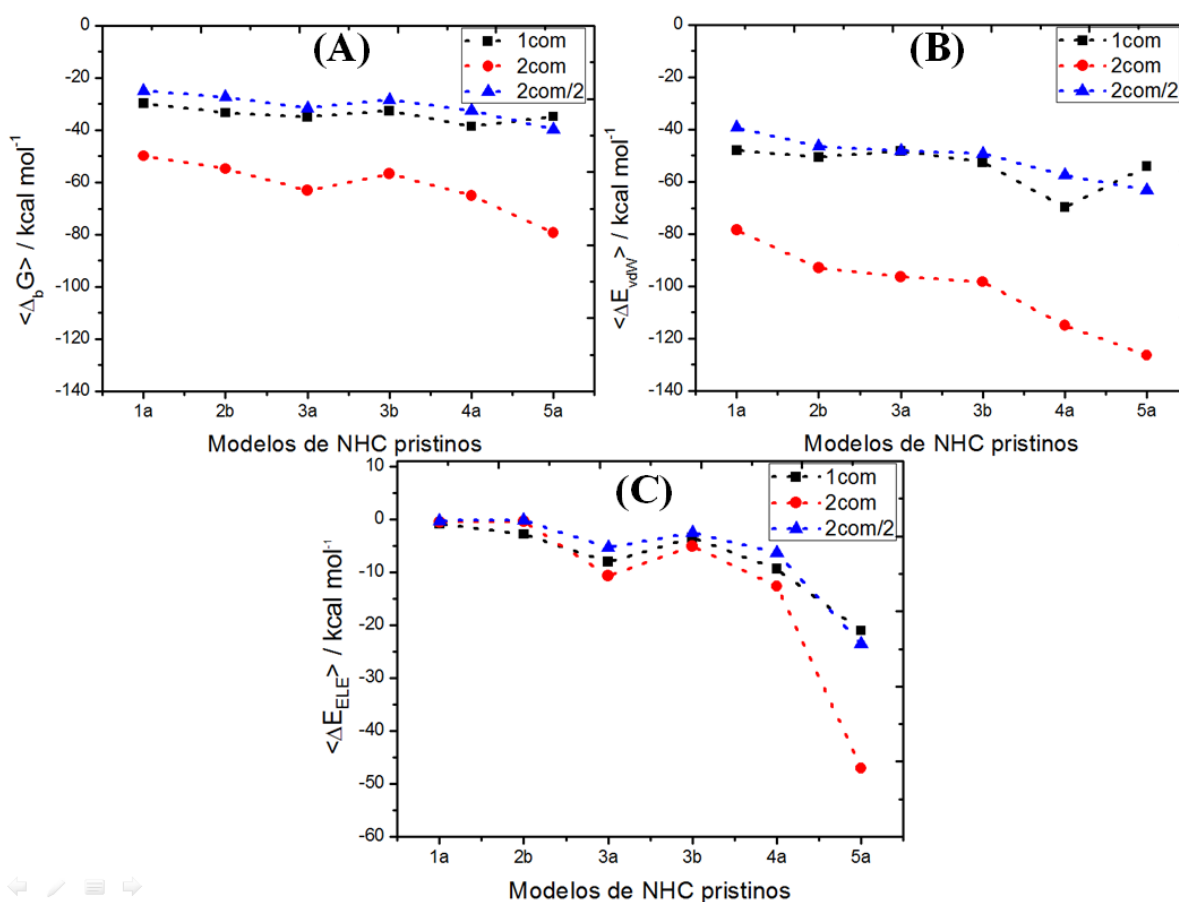 (A)
1com
2com
2com/2
0
-20
-40
-60
-80
-100
-120
-140
<Δ_bG> / kcal mol⁻¹
1a 2b 3a 3b 4a 5a
Modelos de NHC pristinos
(B)
1com
2com
2com/2
0
-20
-40
-60
-80
-100
-120
-140
<ΔE_vdW> / kcal mol⁻¹
1a 2b 3a 3b 4a 5a
Modelos de NHC pristinos
(C)
1com
2com
2com/2
10
0
-10
-20
-30
-40
-50
-60
<ΔE_ELE> / kcal mol⁻¹
1a 2b 3a 3b 4a 5a
Modelos de NHC pristinos